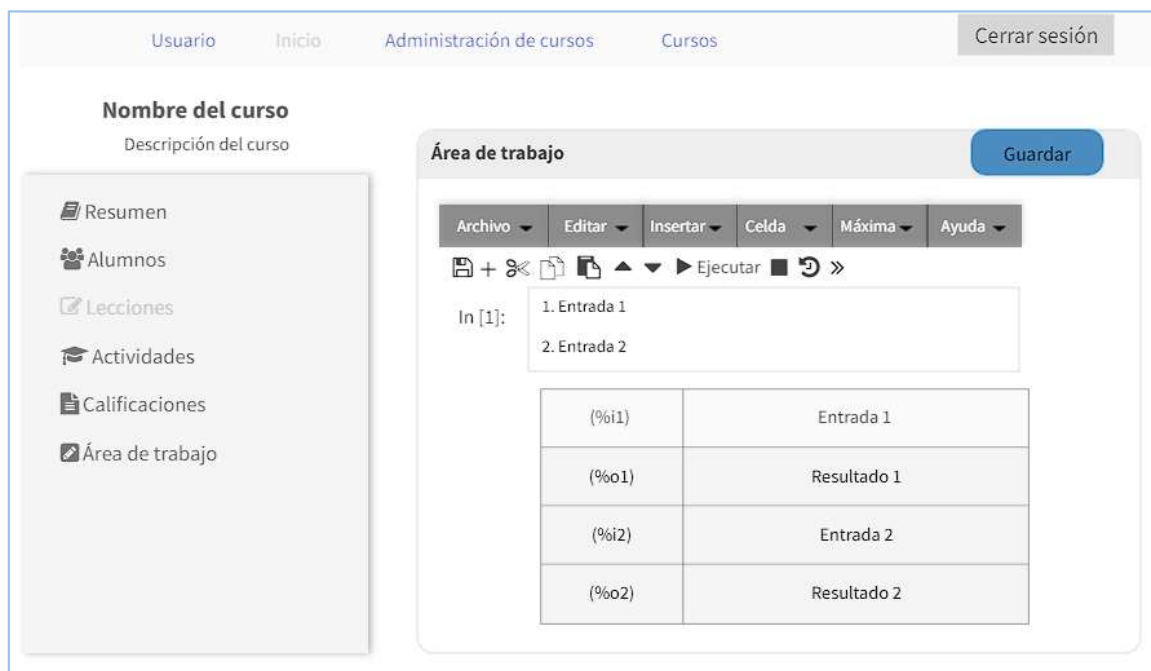 Usuario Inicio Administración de cursos Cursos Cerrar sesión
Nombre del curso
Descripción del curso
Resumen
Alumnos
Lecciones
Actividades
Calificaciones
Área de trabajo
Área de trabajo Guardar
Archivo Editar Insertar Celda Máxima Ayuda
Ejecutar
In [1]:
1. Entrada 1
2. Entrada 2
(%i1) Entrada 1
(%o1) Resultado 1
(%i2) Entrada 2
(%o2) Resultado 2